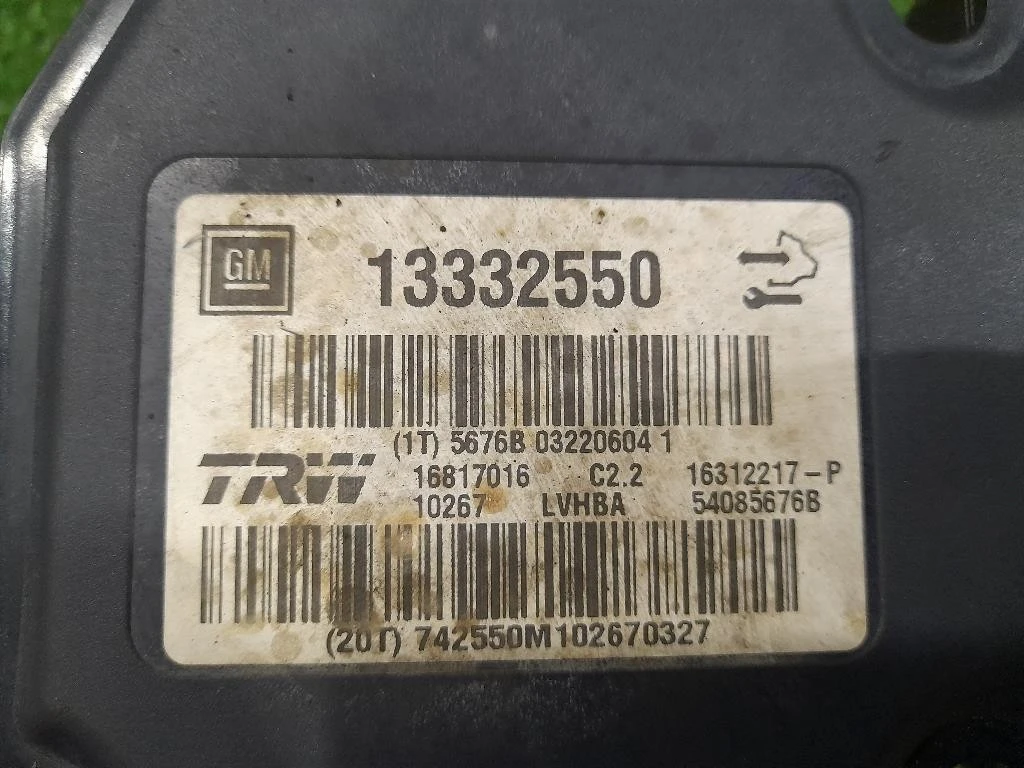 GM 13332550
(1T) 5676B 03220604 1
TRW 16817016 C2.2 16312217-P
10267 LVHBA 54085676B
(20T) 742550M102670327